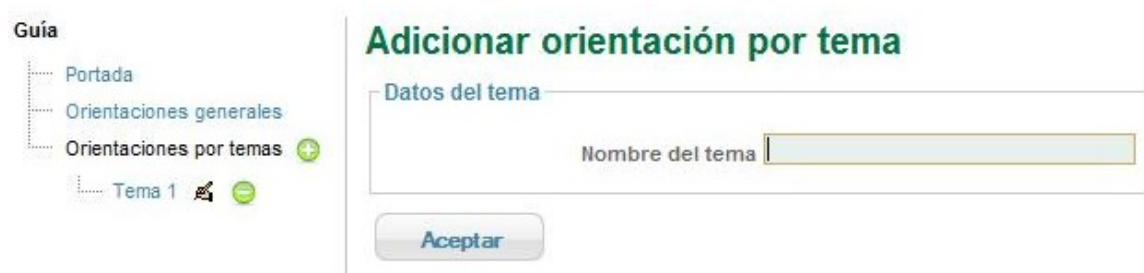 Guía
Portada
Orientaciones generales
Orientaciones por temas
Tema 1
Adicionar orientación por tema
Datos del tema
Nombre del tema
Aceptar